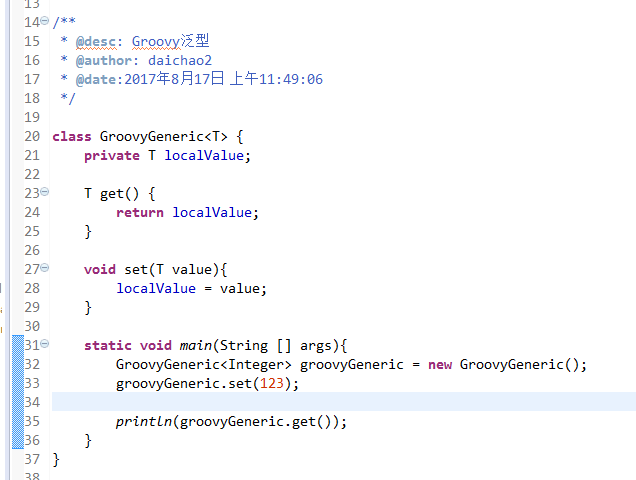 13
14 /**
15  * @desc: Groovy泛型
16  * @author: daichao2
17  * @date:2017年8月17日 上午11:49:06
18  */
19
20 class GroovyGeneric<T> {
21     private T localValue;
22
23     T get() {
24         return localValue;
25     }
26
27     void set(T value){
28         localValue = value;
29     }
30
31     static void main(String [] args){
32         GroovyGeneric<Integer> groovyGeneric = new GroovyGeneric();
33         groovyGeneric.set(123);
34
35         println(groovyGeneric.get());
36     }
37 }
38